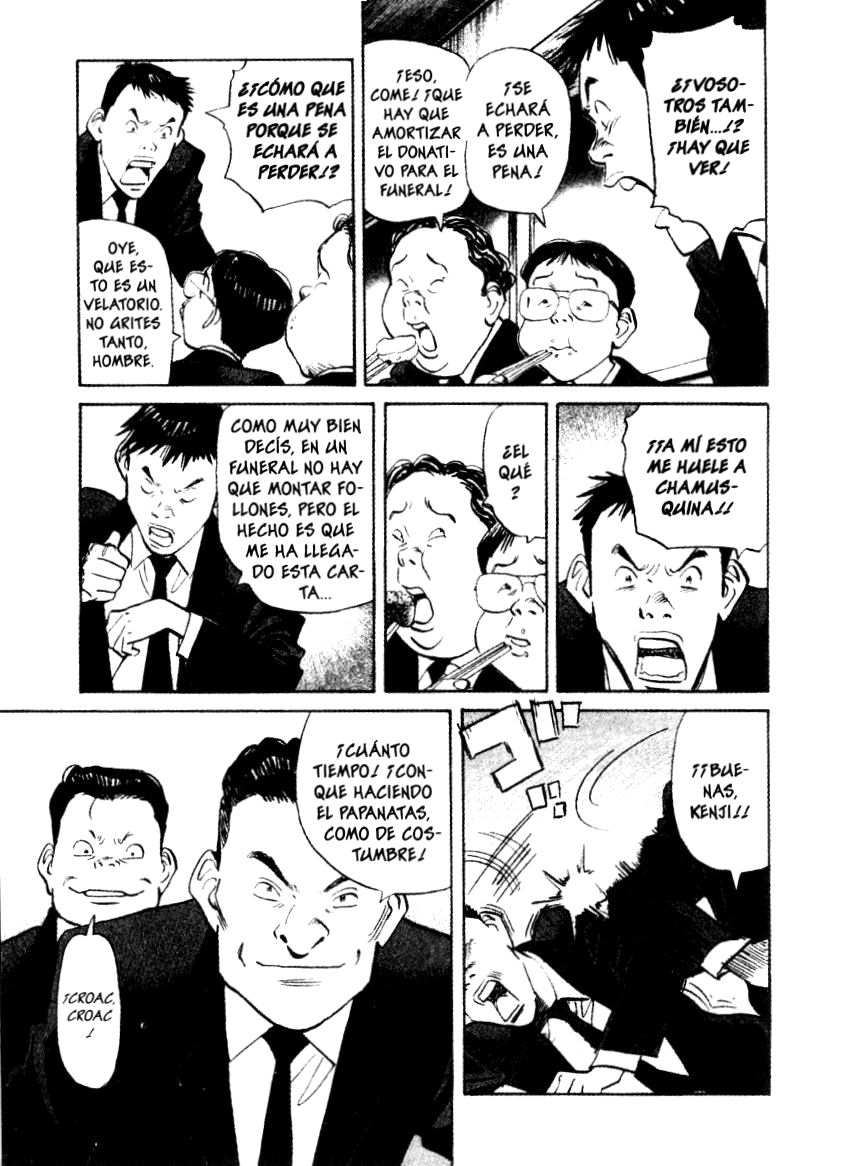 ¿¡VOSO-
TROS TAM-
BIÉN...!?
¡HAY QUE
VER!
¡SE
ECHARÁ
A PERDER,
ES UNA
PENA!
¡ESO,
COME! ¡QUE
HAY QUE
AMORTIZAR
EL DONATI-
VO PARA EL
FUNERAL!
¿¡CÓMO QUE
ES UNA PENA
PORQUE SE
ECHARÁ A
PERDER!?
OYE,
QUE ES-
TO ES UN
VELATORIO.
NO GRITES
TANTO,
HOMBRE.
¡¡A MÍ ESTO
ME HUELE A
CHAMUS-
QUINA!!
¿EL
QUÉ
?
COMO MUY BIEN
DECÍS, EN UN
FUNERAL NO HAY
QUE MONTAR FO-
LLONES, PERO EL
HECHO ES QUE
ME HA LLEGA-
DO ESTA CAR-
TA...
¡¡BUE-
NAS,
KENJI!!
ゴッ
¡CUÁNTO
TIEMPO! ¡CON-
QUE HACIENDO
EL PAPANATAS,
COMO DE COS-
TUMBRE!
¡CROAC,
CROAC
!